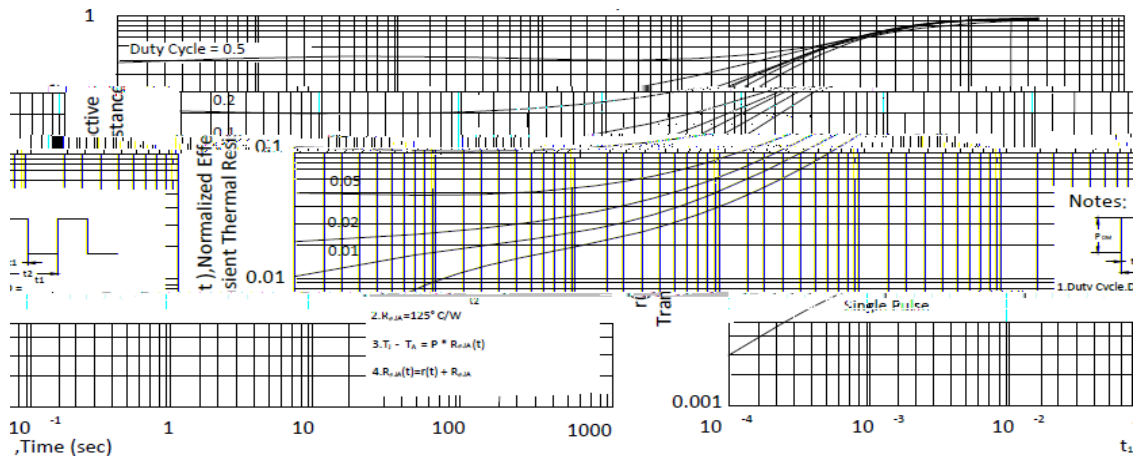 1
Duty Cycle = 0.5
ctive
stance
0.2
0.1
t ),Normalized Effe
sient Thermal Resi
0.05
0.02
0.01
0.01
Notes:
P DM
t2
t1
t2
1.Duty Cycle.D
r(
Tran
Single Pulse
2.RθJA=125° C/W
3.TJ - TA = P * RθJA(t)
4.RθJA(t)=r(t) + RθJA
0.001
10 -1
1
10
100
1000
10 -4
10 -3
10 -2
,Time (sec)
t1